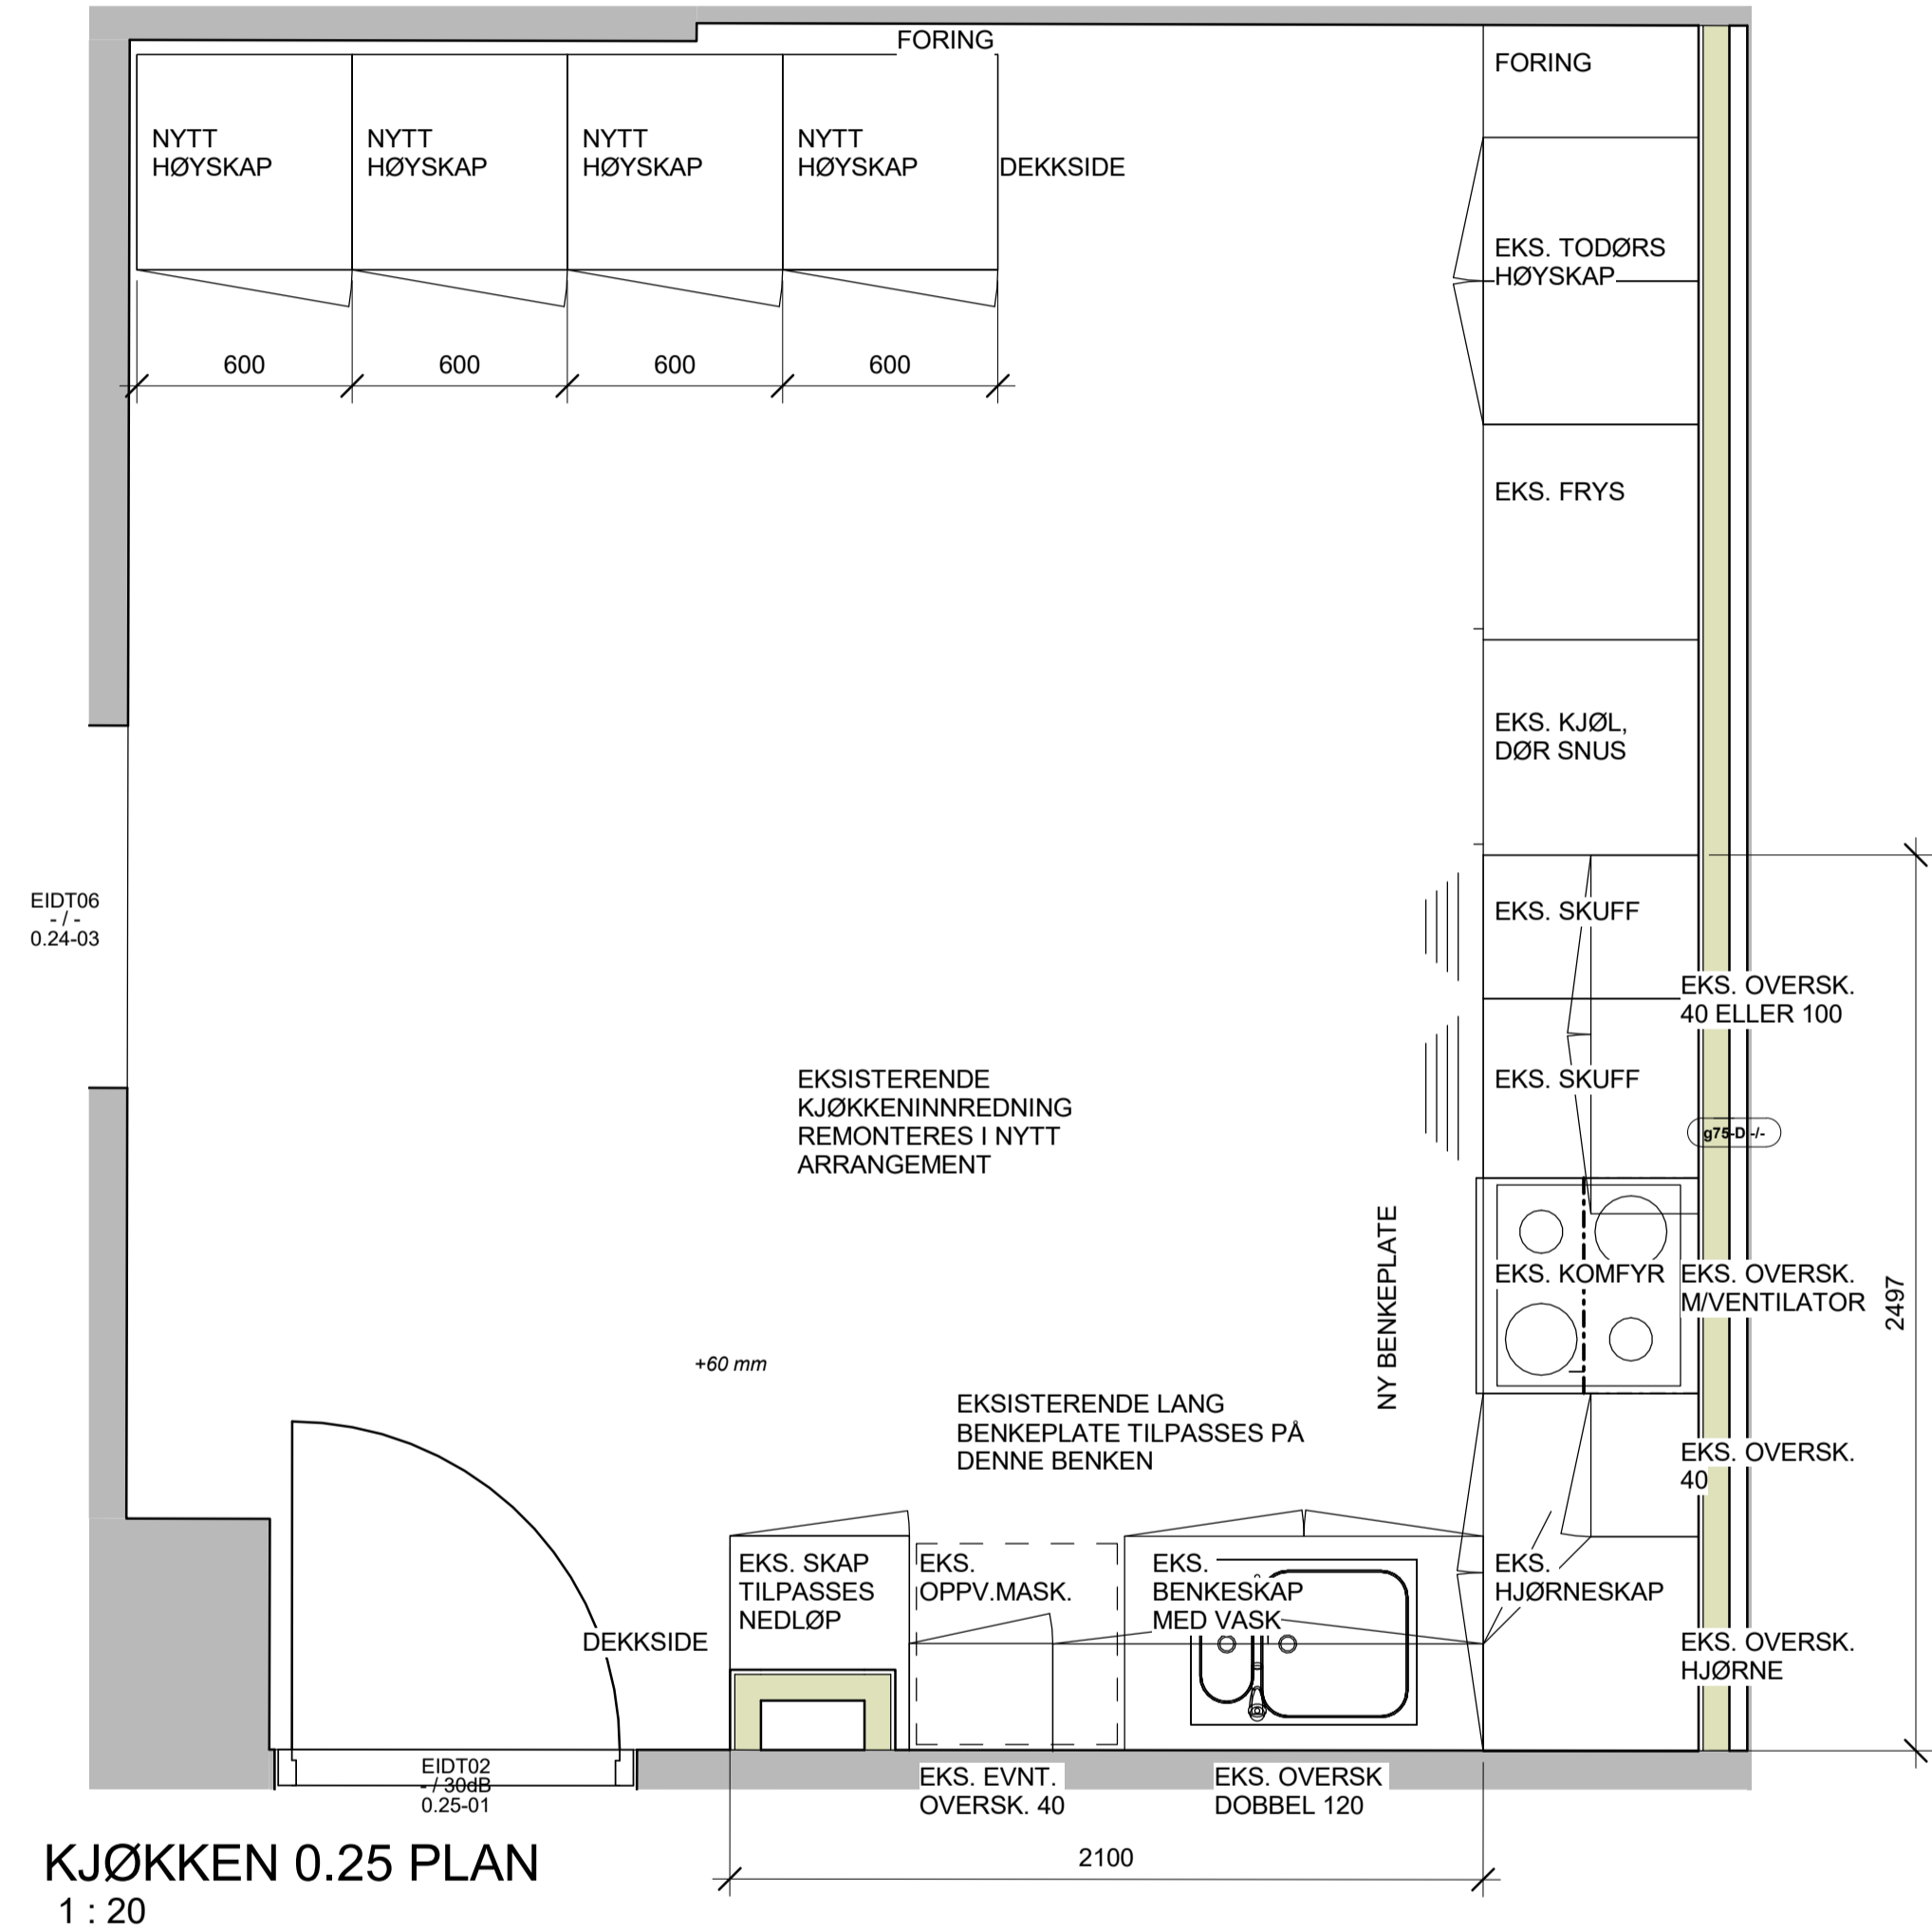 FORING
FORING
NYTT
HØYSKAP
NYTT
HØYSKAP
NYTT
HØYSKAP
NYTT
HØYSKAP
DEKKSIDE
EKS. TODØRS
HØYSKAP
600
600
600
600
EKS. FRYS
EKS. KJØL,
DØR SNUS
EIDT06
- / -
0.24-03
EKS. SKUFF
EKS. OVERSK.
40 ELLER 100
EKS. SKUFF
EKSISTERENDE
KJØKKENINNREDNING
REMONTERES I NYTT
ARRANGEMENT
g75-D -/-
NY BENKEPLATE
EKS. KOMFYR
EKS. OVERSK.
M/VENTILATOR
2497
+60 mm
EKSISTERENDE LANG
BENKEPLATE TILPASSES PÅ
DENNE BENKEN
EKS. OVERSK.
40
EKS. SKAP
TILPASSES
NEDLØP
EKS.
OPPV.MASK.
EKS.
BENKESKAP
MED VASK
EKS.
HJØRNESKAP
DEKKSIDE
EKS. OVERSK.
HJØRNE
EIDT02
- / 30dB
0.25-01
EKS. EVNT.
OVERSK. 40
EKS. OVERSK
DOBBEL 120
2100
KJØKKEN 0.25 PLAN
1 : 20